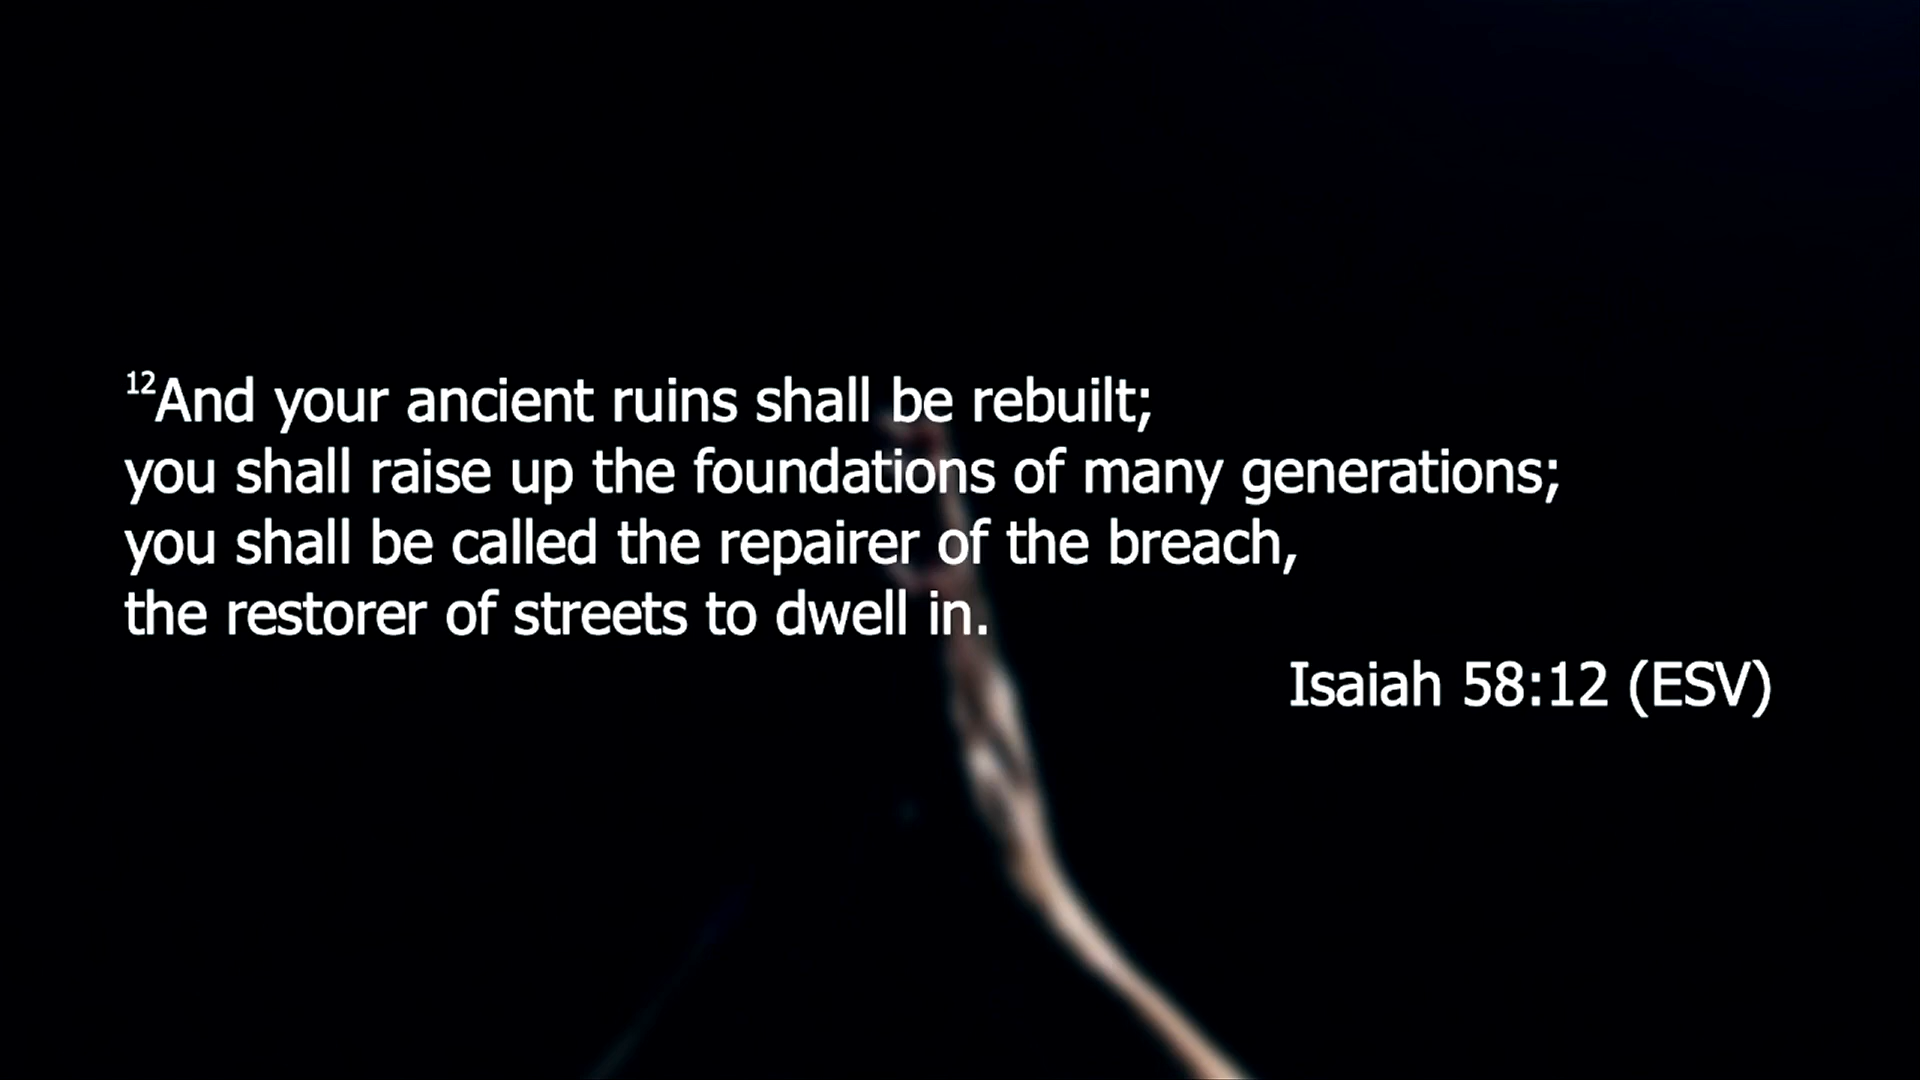 ¹²And your ancient ruins shall be rebuilt;
you shall raise up the foundations of many generations;
you shall be called the repairer of the breach,
the restorer of streets to dwell in.
Isaiah 58:12 (ESV)